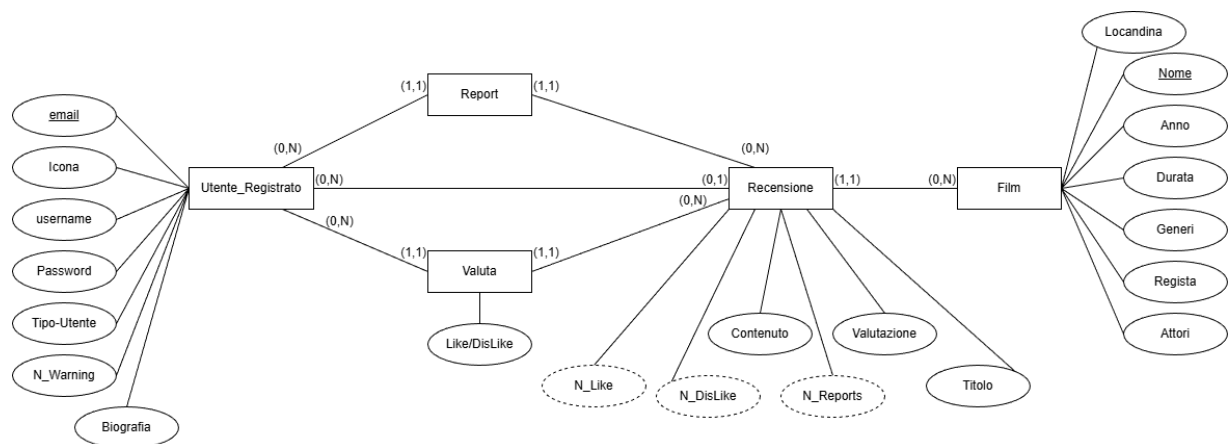 Locandina
Nome
Anno
Durata
Generi
Regista
Attori
Film
(0,N)
(1,1)
Recensione
(0,N)
(0,1)
(0,N)
Report
(1,1)
(1,1)
Valuta
(1,1)
(1,1)
Like/DisLike
Utente_Registrato
(0,N)
(0,N)
(0,N)
email
Icona
username
Password
Tipo-Utente
N_Warning
Biografia
N_Like
N_DisLike
Contenuto
N_Reports
Valutazione
Titolo